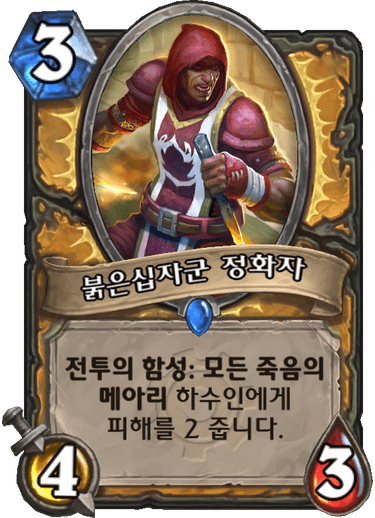 3
붉은십자군 정화자
전투의 함성: 모든 죽음의
메아리 하수인에게
피해를 2 줍니다.
4
3